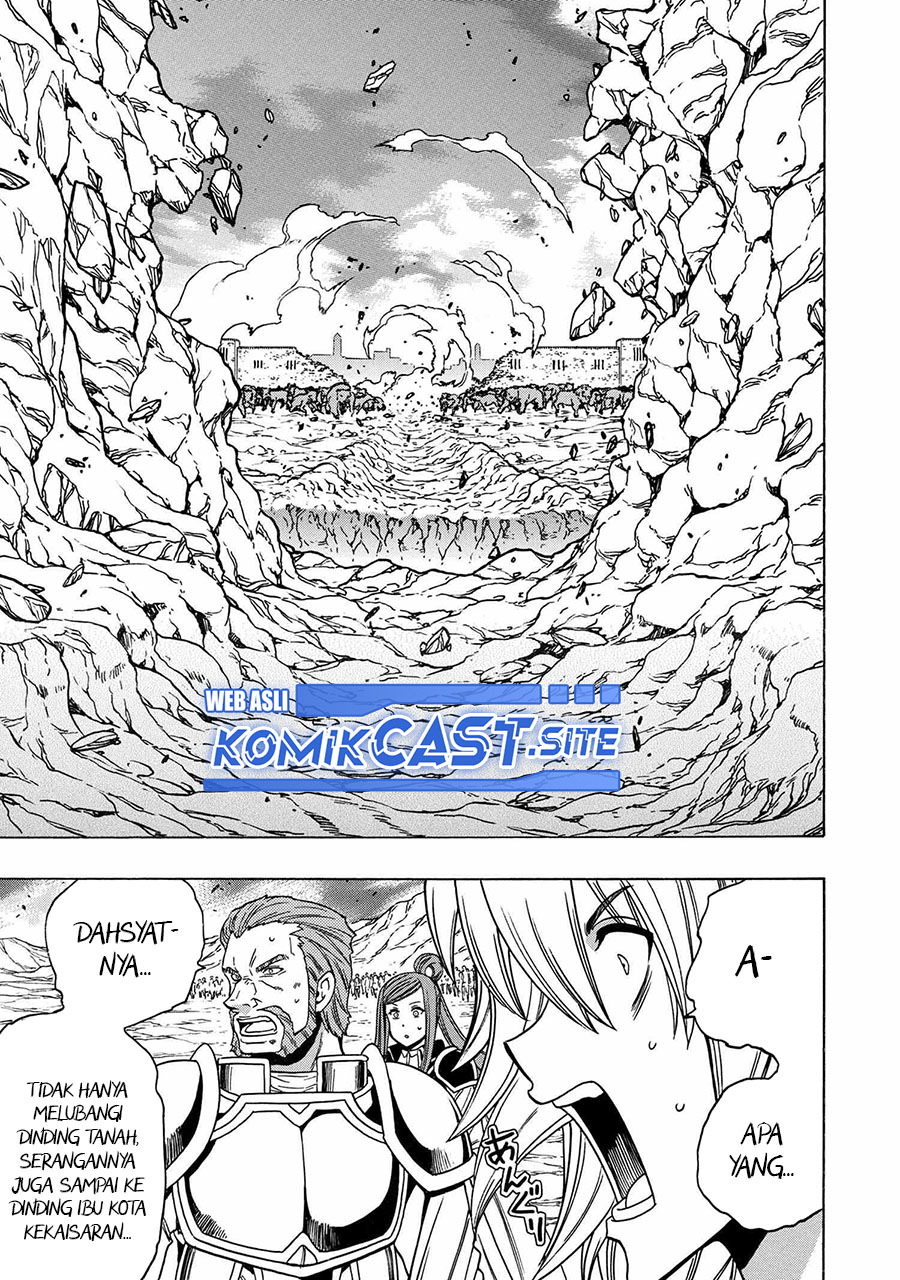 WEB ASLI
KOMIKCAST.SITE
A-
APA
YANG...
あんぐり
DAHSYAT-
NYA...
TIDAK HANYA
MELUBANGI
DINDING TANAH,
SERANGANNYA
JUGA SAMPAI KE
DINDING IBU KOTA
KEKAISARAN...